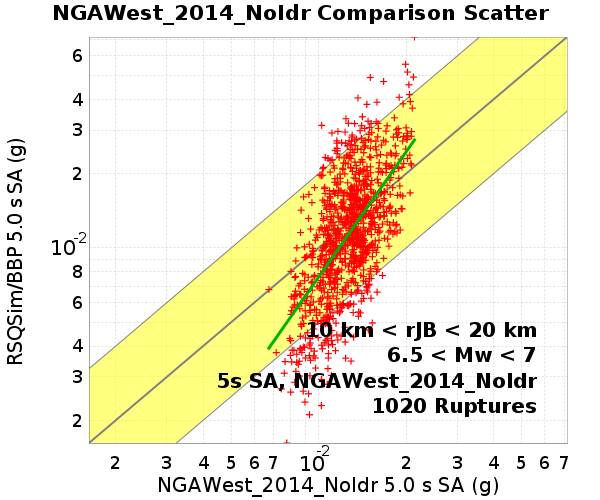 NGAWest_2014_NoIdr Comparison Scatter
RSQSim/BBP 5.0 s SA (g)
6
4
3
2
10-2
8
6
4
3
2
10 km < rJB < 20 km
6.5 < Mw < 7
5s SA, NGAWest_2014_NoIdr
1020 Ruptures
2 3 4 5 6 7 10-2 2 3 4 5 6 7
NGAWest_2014_NoIdr 5.0 s SA (g)